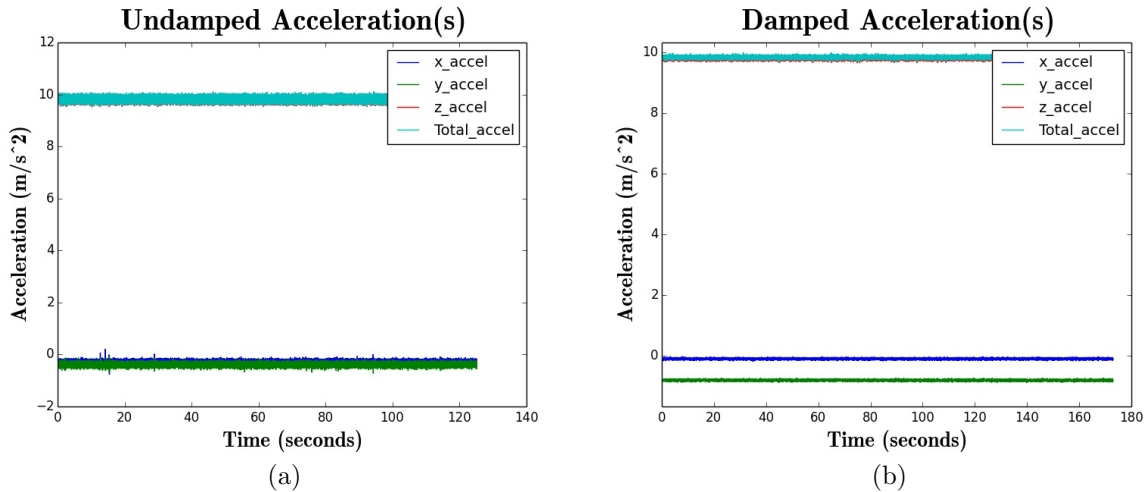 Undamped Acceleration(s)
12
10
8
6
4
2
0
−2
Acceleration (m/s^2)
x_accel
y_accel
z_accel
Total_accel
0 20 40 60 80 100 120 140
Time (seconds)
(a)
Damped Acceleration(s)
10
8
6
4
2
0
Acceleration (m/s^2)
x_accel
y_accel
z_accel
Total_accel
0 20 40 60 80 100 120 140 160 180
Time (seconds)
(b)